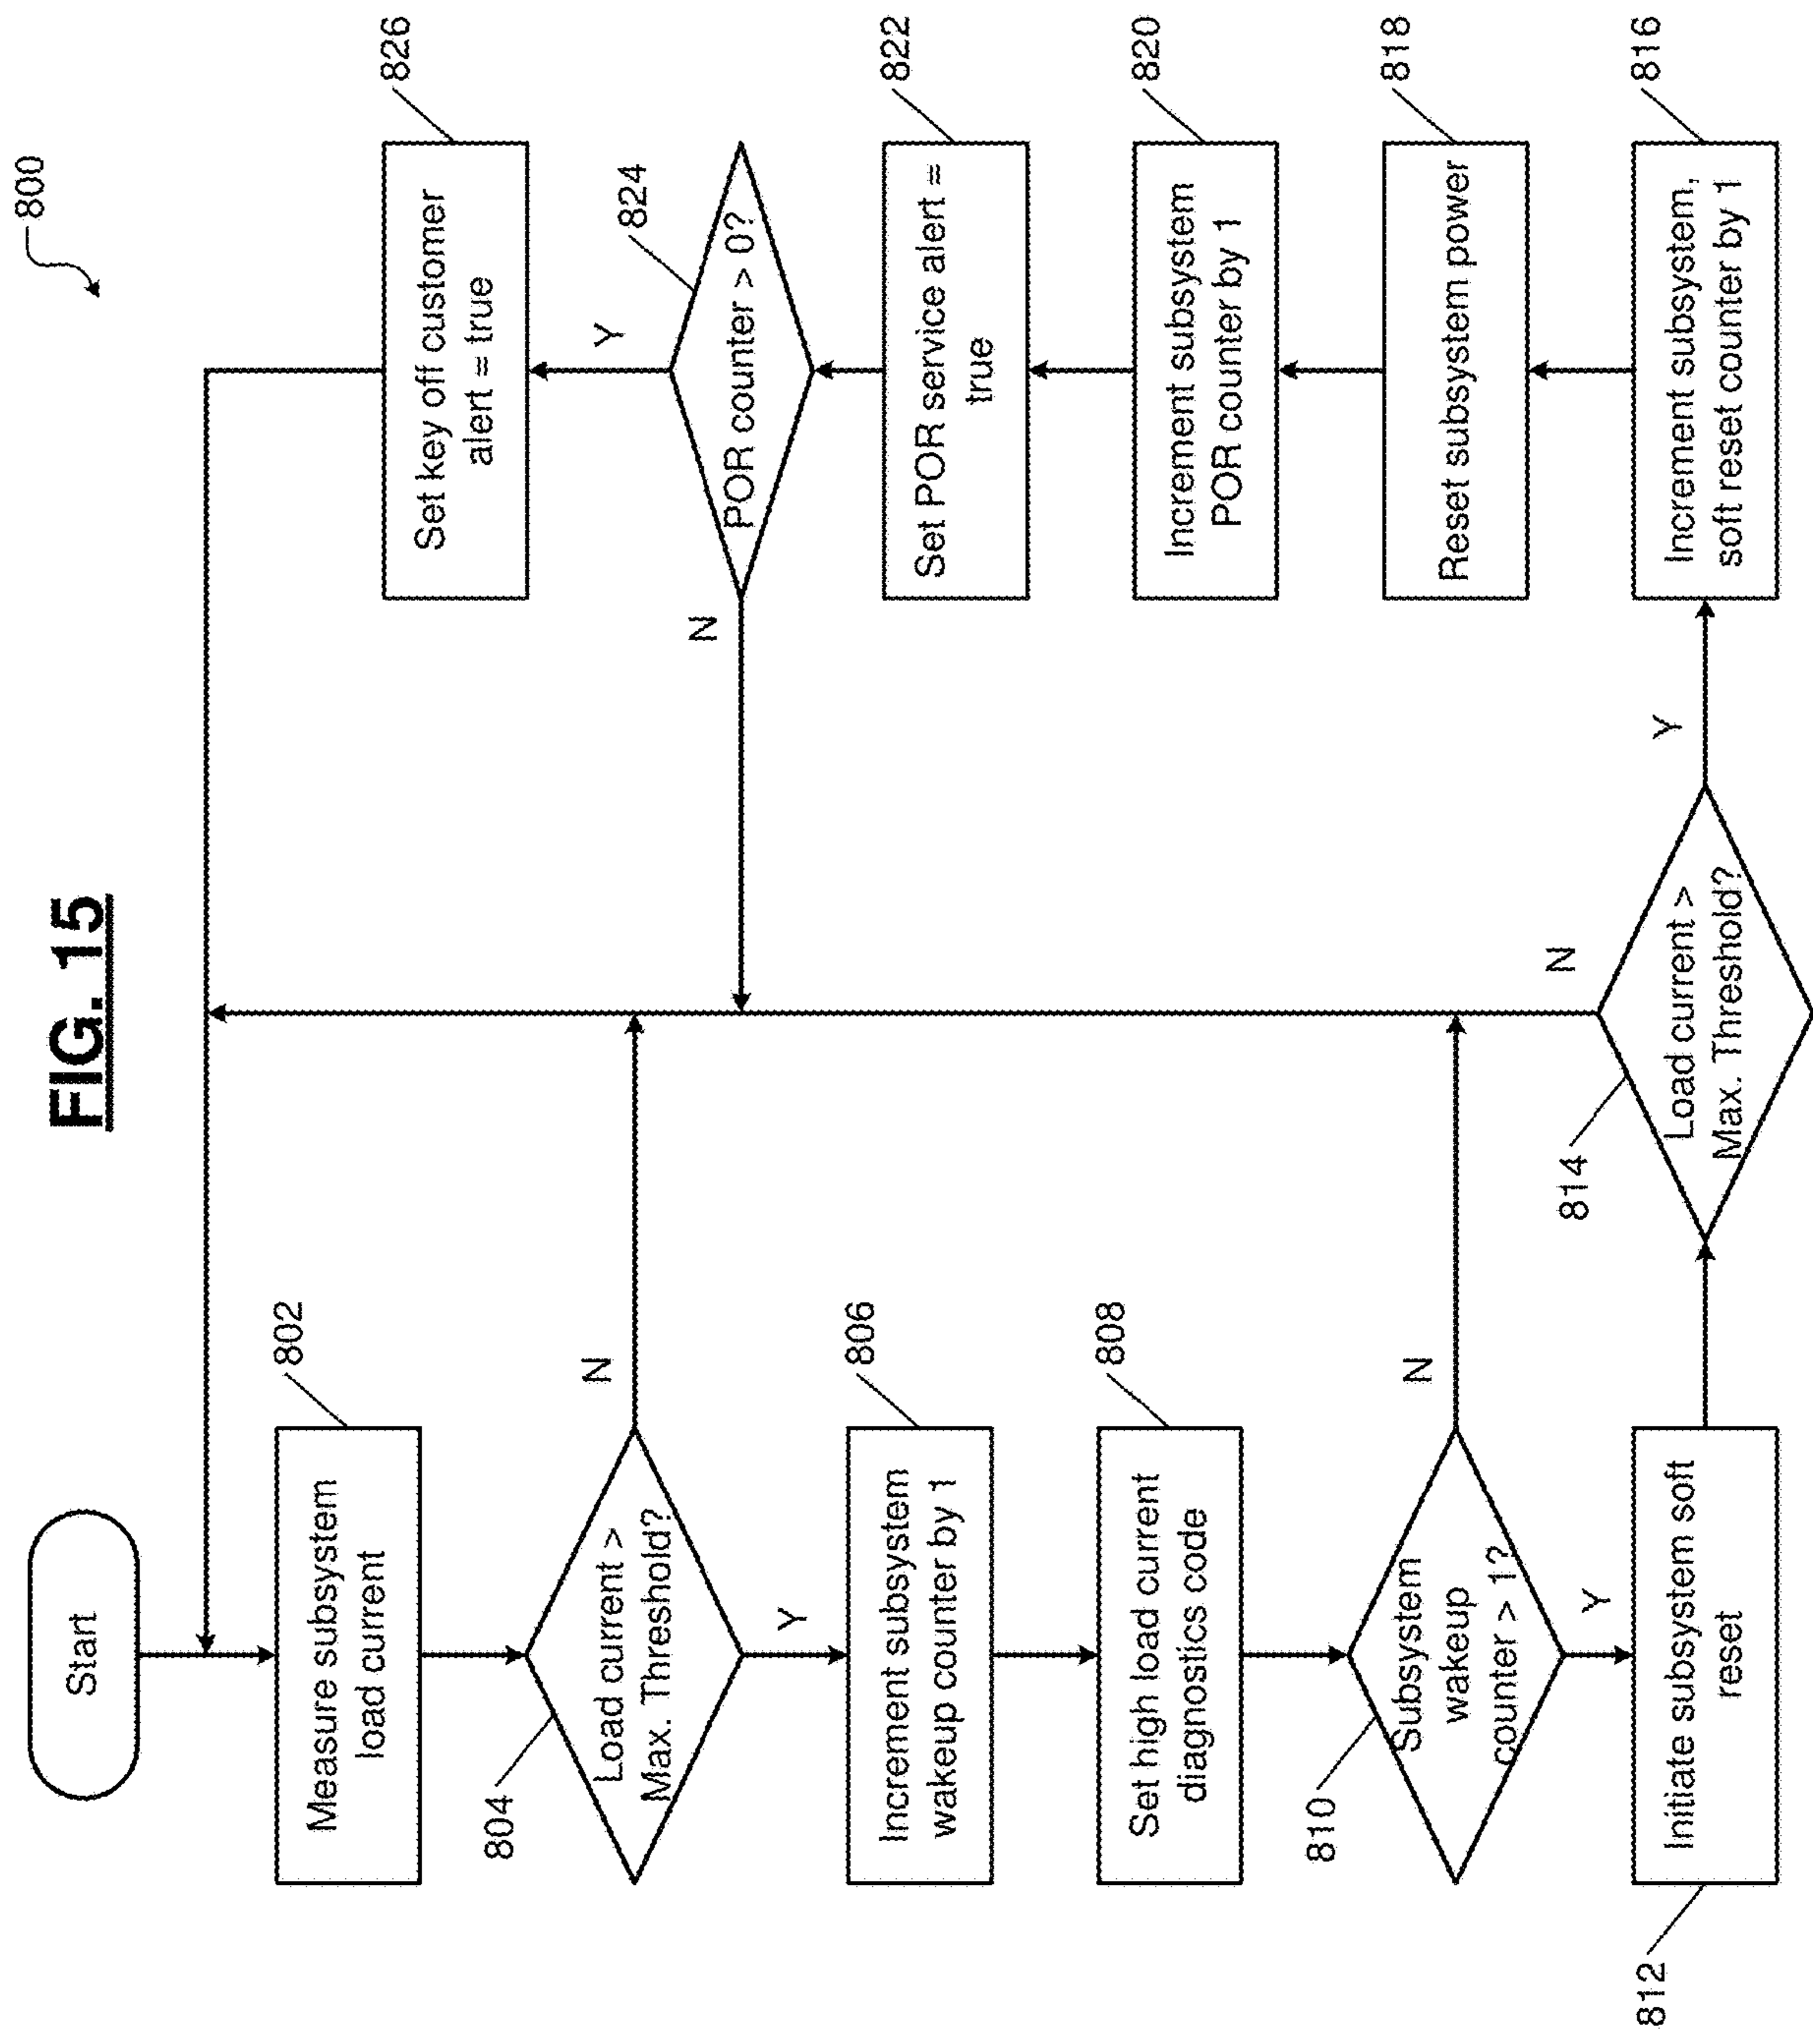 FIG. 15
800
Start
Measure subsystem
load current
802
Load current >
Max. Threshold?
804
N
Y
Increment subsystem
wakeup counter by 1
806
Set high load current
diagnostics code
808
Subsystem
wakeup
counter > 1?
810
N
Y
Initiate subsystem soft
reset
812
Load current >
Max. Threshold?
814
N
Y
Increment subsystem,
soft reset counter by 1
816
Reset subsystem power
818
Increment subsystem
POR counter by 1
820
Set POR service alert =
true
822
POR counter > 0?
824
N
Y
Set key off customer
alert = true
826